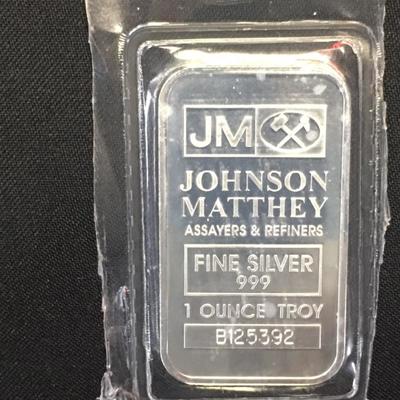 JM
JOHNSON
MATTHEY
ASSAYERS & REFINERS
FINE SILVER
999
1 OUNCE TROY
B125392